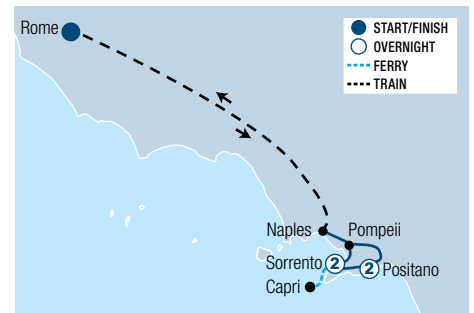 Rome
START/FINISH
OVERNIGHT
FERRY
TRAIN
Naples
Pompeii
Sorrento
2
2
Positano
Capri